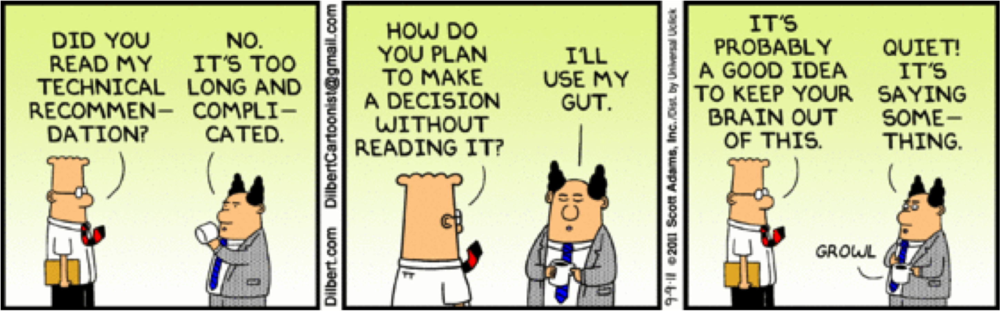 DID YOU
READ MY
TECHNICAL
RECOMMEN-
DATION?
NO.
IT'S TOO
LONG AND
COMPLI-
CATED.
Dilbert.com DilbertCartoonist@gmail.com
HOW DO
YOU PLAN
TO MAKE
A DECISION
WITHOUT
READING IT?
I'LL
USE MY
GUT.
9-9-11 ©2011 Scott Adams, Inc./Dist. by Universal Uclick
IT'S
PROBABLY
A GOOD IDEA
TO KEEP YOUR
BRAIN OUT
OF THIS.
QUIET!
IT'S
SAYING
SOME-
THING.
GROWL